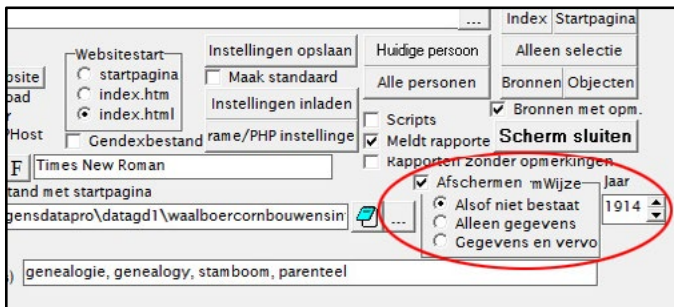 ...
Index Startpagina
Websitestart
Instellingen opslaan
Huidige persoon
Alleen selectie
startpagina
Maak standaard
Alle personen
Bronnen Objecten
bsite
index.htm
oad
Instellingen inladen
Bronnen met opm.
r
index.html
Scripts
PHost
Gendexbestand
rame/PHP instellinge
Meldt rapporte
Scherm sluiten
Rapporten zonder opmerkingen
F Times New Roman
Afschermen mWijze Jaar
tand met startpagina
Alsof niet bestaat 1914
gensdatapro\datagd1\waalboercornbouwensin
...
Alleen gegevens
Gegevens en vervo
s) genealogie, genealogy, stamboom, parenteel